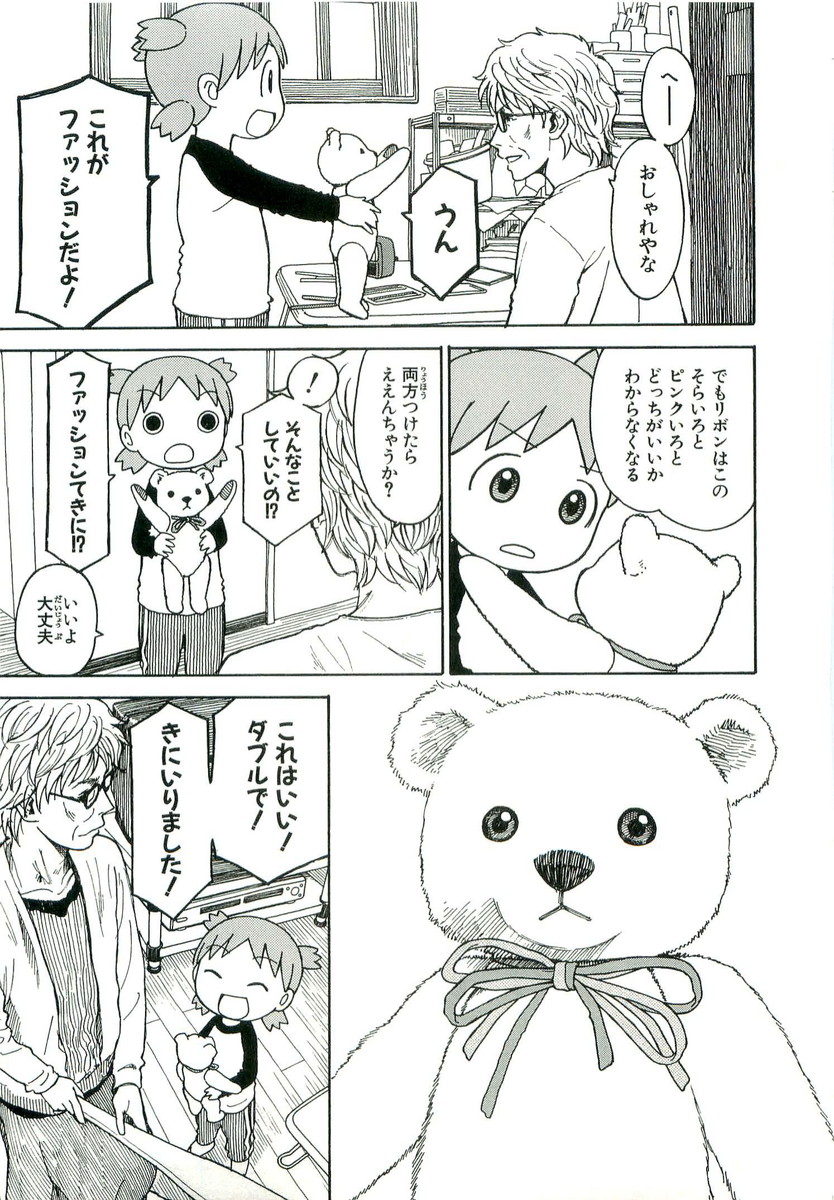 へー
おしゃれやな
うん
これが
ファッションだよ！
でもリボンはこの
そらいろと
ピンクいろと
どっちがいいか
わからなくなる
両方つけたら
ええんちゃうか？
！
そんなこと
していいの!?
ファッションてきに!?
いいよ
大丈夫
これはいい！
ダブルで！
きにいりました！